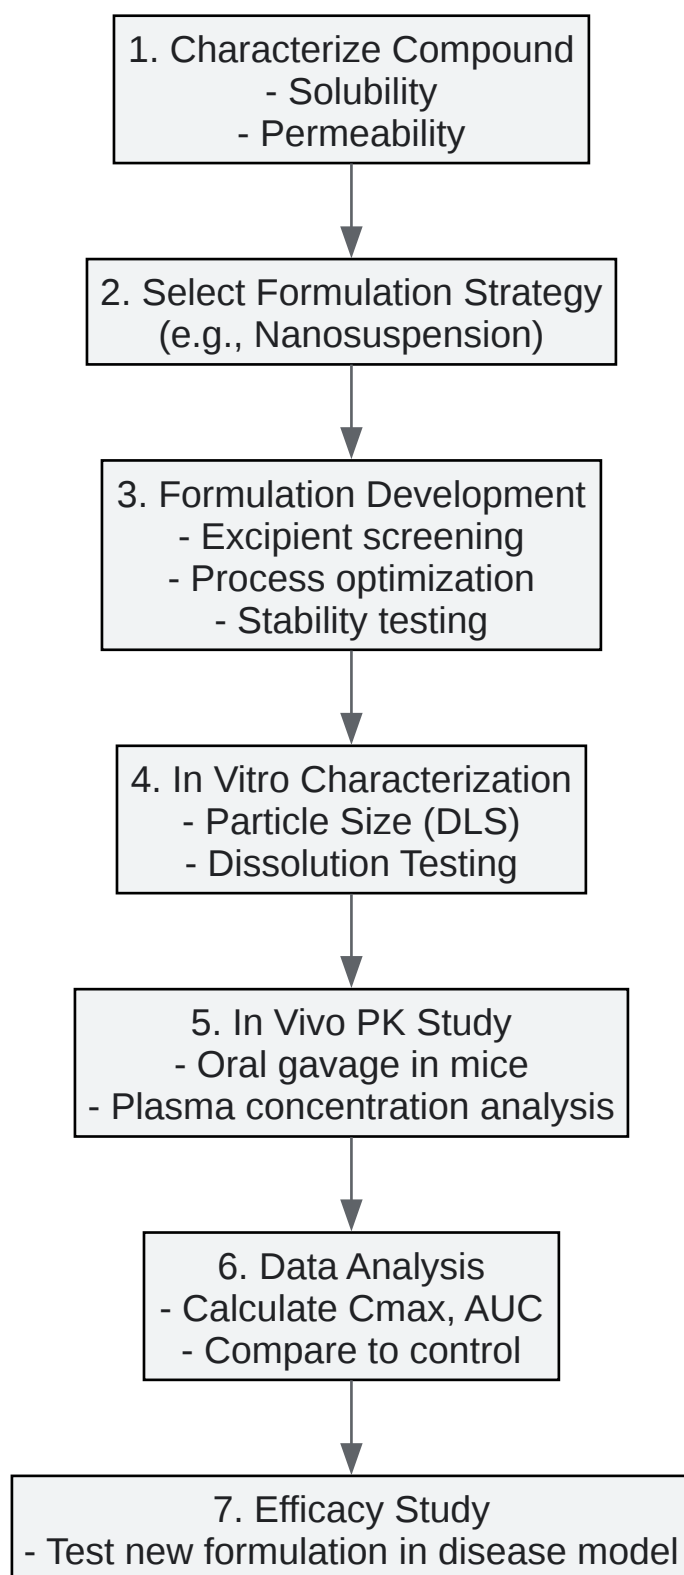 1. Characterize Compound
- Solubility
- Permeability
2. Select Formulation Strategy
(e.g., Nanosuspension)
3. Formulation Development
- Excipient screening
- Process optimization
- Stability testing
4. In Vitro Characterization
- Particle Size (DLS)
- Dissolution Testing
5. In Vivo PK Study
- Oral gavage in mice
- Plasma concentration analysis
6. Data Analysis
- Calculate Cmax, AUC
- Compare to control
7. Efficacy Study
- Test new formulation in disease model